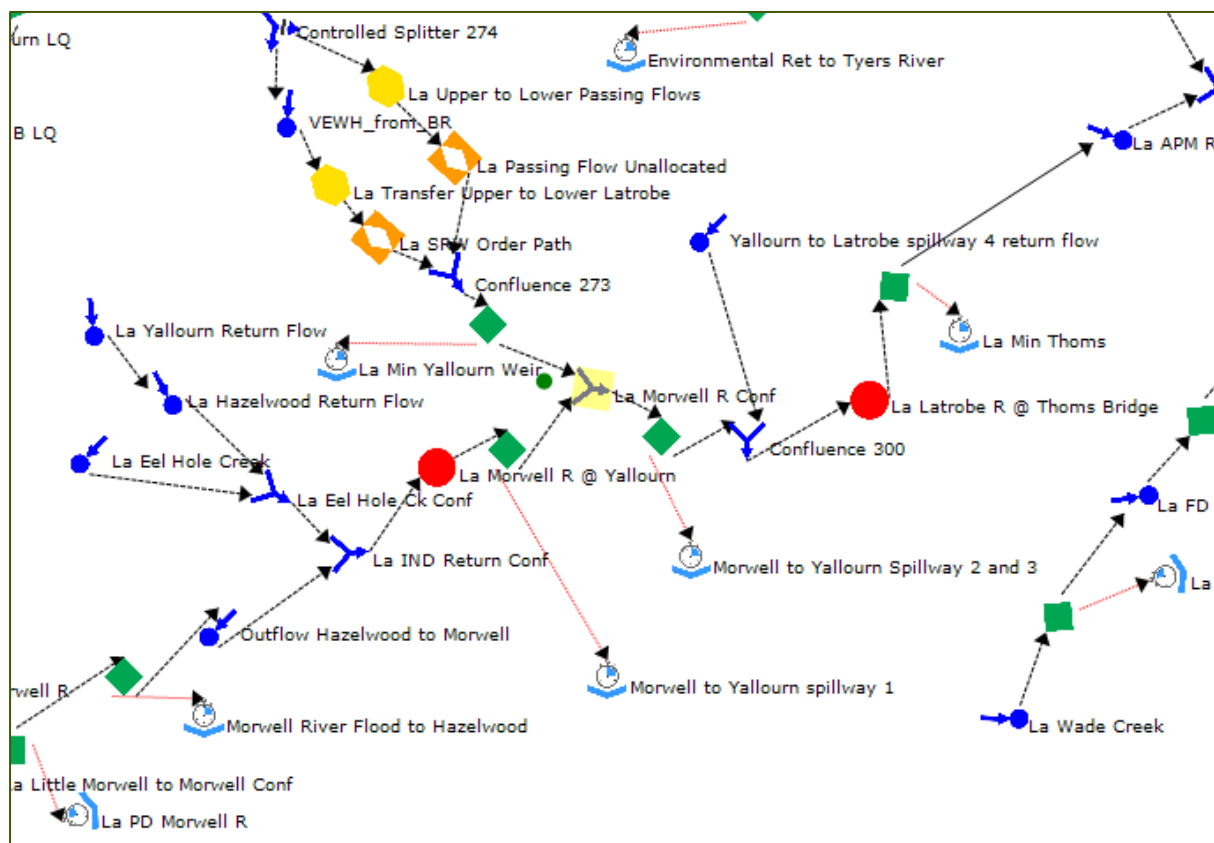 urn LQ
Controlled Splitter 274
Environmental Ret to Tyers River
La Upper to Lower Passing Flows
VEWH_from_BR
B LQ
La APM R
La Passing Flow Unallocated
La Transfer Upper to Lower Latrobe
La SRW Order Path
Yallourn to Latrobe spillway 4 return flow
Confluence 273
La Yallourn Return Flow
La Min Thoms
La Min Yallourn Weir
La Morwell R Conf
La Hazelwood Return Flow
La Latrobe R @ Thoms Bridge
Confluence 300
La Eel Hole Creek
La Morwell R @ Yallourn
La Eel Hole Ck Conf
La FD
La IND Return Conf
Morwell to Yallourn Spillway 2 and 3
La
Outflow Hazelwood to Morwell
rwell R
Morwell to Yallourn spillway 1
Morwell River Flood to Hazelwood
La Wade Creek
a Little Morwell to Morwell Conf
La PD Morwell R